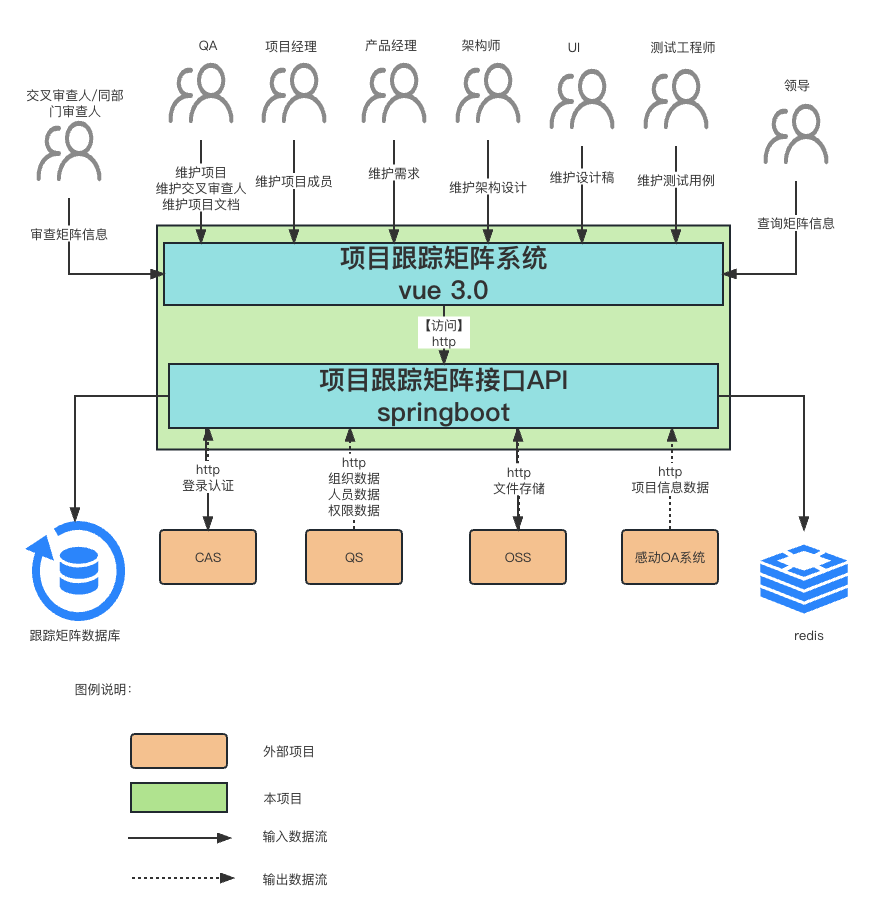 QA
项目经理
产品经理
架构师
UI
测试工程师
领导
交叉审查人/同部
门审查人
维护项目
维护交叉审查人
维护项目文档
维护项目成员
维护需求
维护架构设计
维护设计稿
维护测试用例
审查矩阵信息
查询矩阵信息
项目跟踪矩阵系统
vue 3.0
【访问】
http
项目跟踪矩阵接口API
springboot
http
登录认证
http
组织数据
人员数据
权限数据
http
文件存储
http
项目信息数据
CAS
QS
OSS
感动OA系统
跟踪矩阵数据库
redis
图例说明：
外部项目
本项目
输入数据流
输出数据流